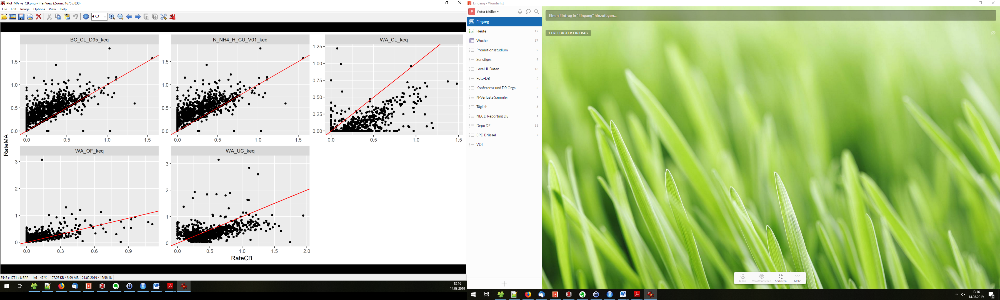 Plot_MA_vs_CB.png - IrfanView (Zoom: 1676 x 838)
File Edit Image Options View Help
47.3
BC_CL_D95_keq
N_NH4_H_CU_V01_keq
WA_CL_keq
1.5
1.0
0.5
0.0
0.0 0.5 1.0 1.5
1.5
1.0
0.5
0.0
0.0 0.5 1.0 1.5
1.25
1.00
0.75
0.50
0.25
0.00
0.0 0.5 1.0 1.5
RateMA
WA_OF_keq
WA_UC_keq
3
2
1
0
0.0 0.3 0.6 0.9
3
2
1
0
0.0 0.5 1.0 1.5 2.0
RateCB
3543 x 1771 x 8 BPP 1/6 47 % 107.07 KB / 5.99 MB 21.02.2019 / 12:56:18
13:16
14.03.2019
Eingang - Wunderlist
P Peter Müller
Eingang
Heute 17
Woche 17
Promotionsstudium 2
Sonstiges 9
Level-II-Daten 13
Foto-DB 5
Konferernz und DR Orga 2
N-Verluste Sammler 1
Täglich 3
NECD Reporting DE 1
Depo DE 11
EPD Brüssel 7
VDI
Einen Eintrag in "Eingang" hinzufügen...
1 ERLEDIGTER EINTRAG
Teilen Veröffentlichen Sortieren Mehr
13:16
14.03.2019
2